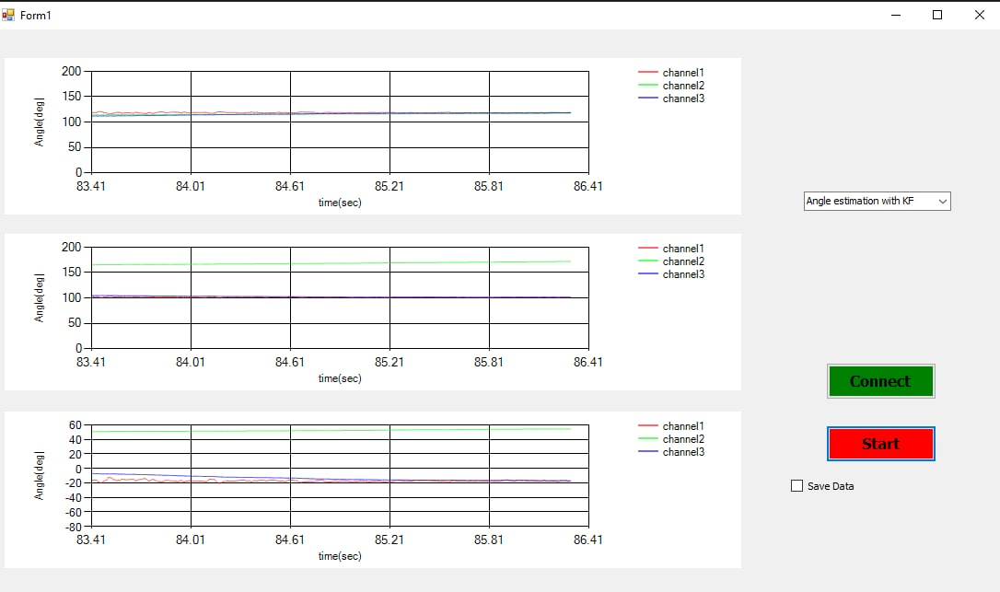 Form1
200
150
100
50
0
83.41 84.01 84.61 85.21 85.81 86.41
time(sec)
Angle(deg|
channel1
channel2
channel3
Angle estimation with KF
200
150
100
50
0
83.41 84.01 84.61 85.21 85.81 86.41
time(sec)
Angle(deg|
channel1
channel2
channel3
Connect
60
40
20
0
-20
-40
-60
-80
83.41 84.01 84.61 85.21 85.81 86.41
time(sec)
Angle(deg|
channel1
channel2
channel3
Start
Save Data